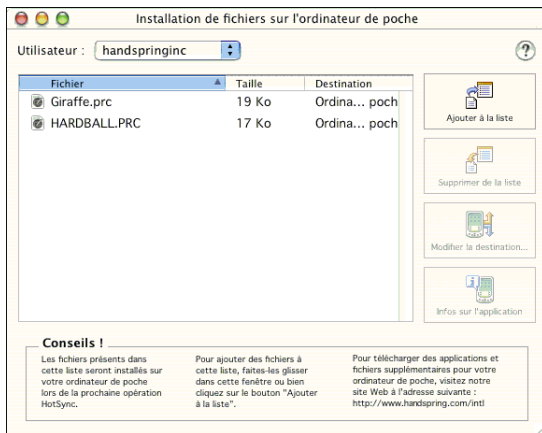 Installation de fichiers sur l'ordinateur de poche
Utilisateur : handspringinc
?
Fichier Taille Destination
Giraffe.prc 19 Ko Ordina... poch
HARDBALL.PRC 17 Ko Ordina... poch
Ajouter à la liste
Supprimer de la liste
Modifier la destination...
Infos sur l'application
Conseils !
Les fichiers présents dans
cette liste seront installés sur
votre ordinateur de poche
lors de la prochaine opération
HotSync.
Pour ajouter des fichiers à
cette liste, faites-les glisser
dans cette fenêtre ou bien
cliquez sur le bouton "Ajouter
à la liste".
Pour télécharger des applications et
fichiers supplémentaires pour votre
ordinateur de poche, visitez notre
site Web à l'adresse suivante :
http://www.handspring.com/intl